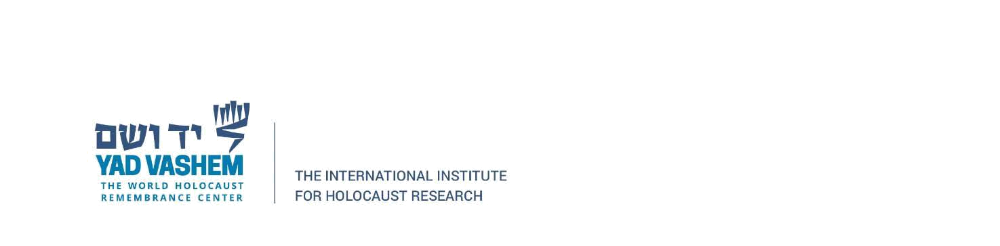 יד ושם
YAD VASHEM
THE WORLD HOLOCAUST
REMEMBRANCE CENTER
THE INTERNATIONAL INSTITUTE
FOR HOLOCAUST RESEARCH